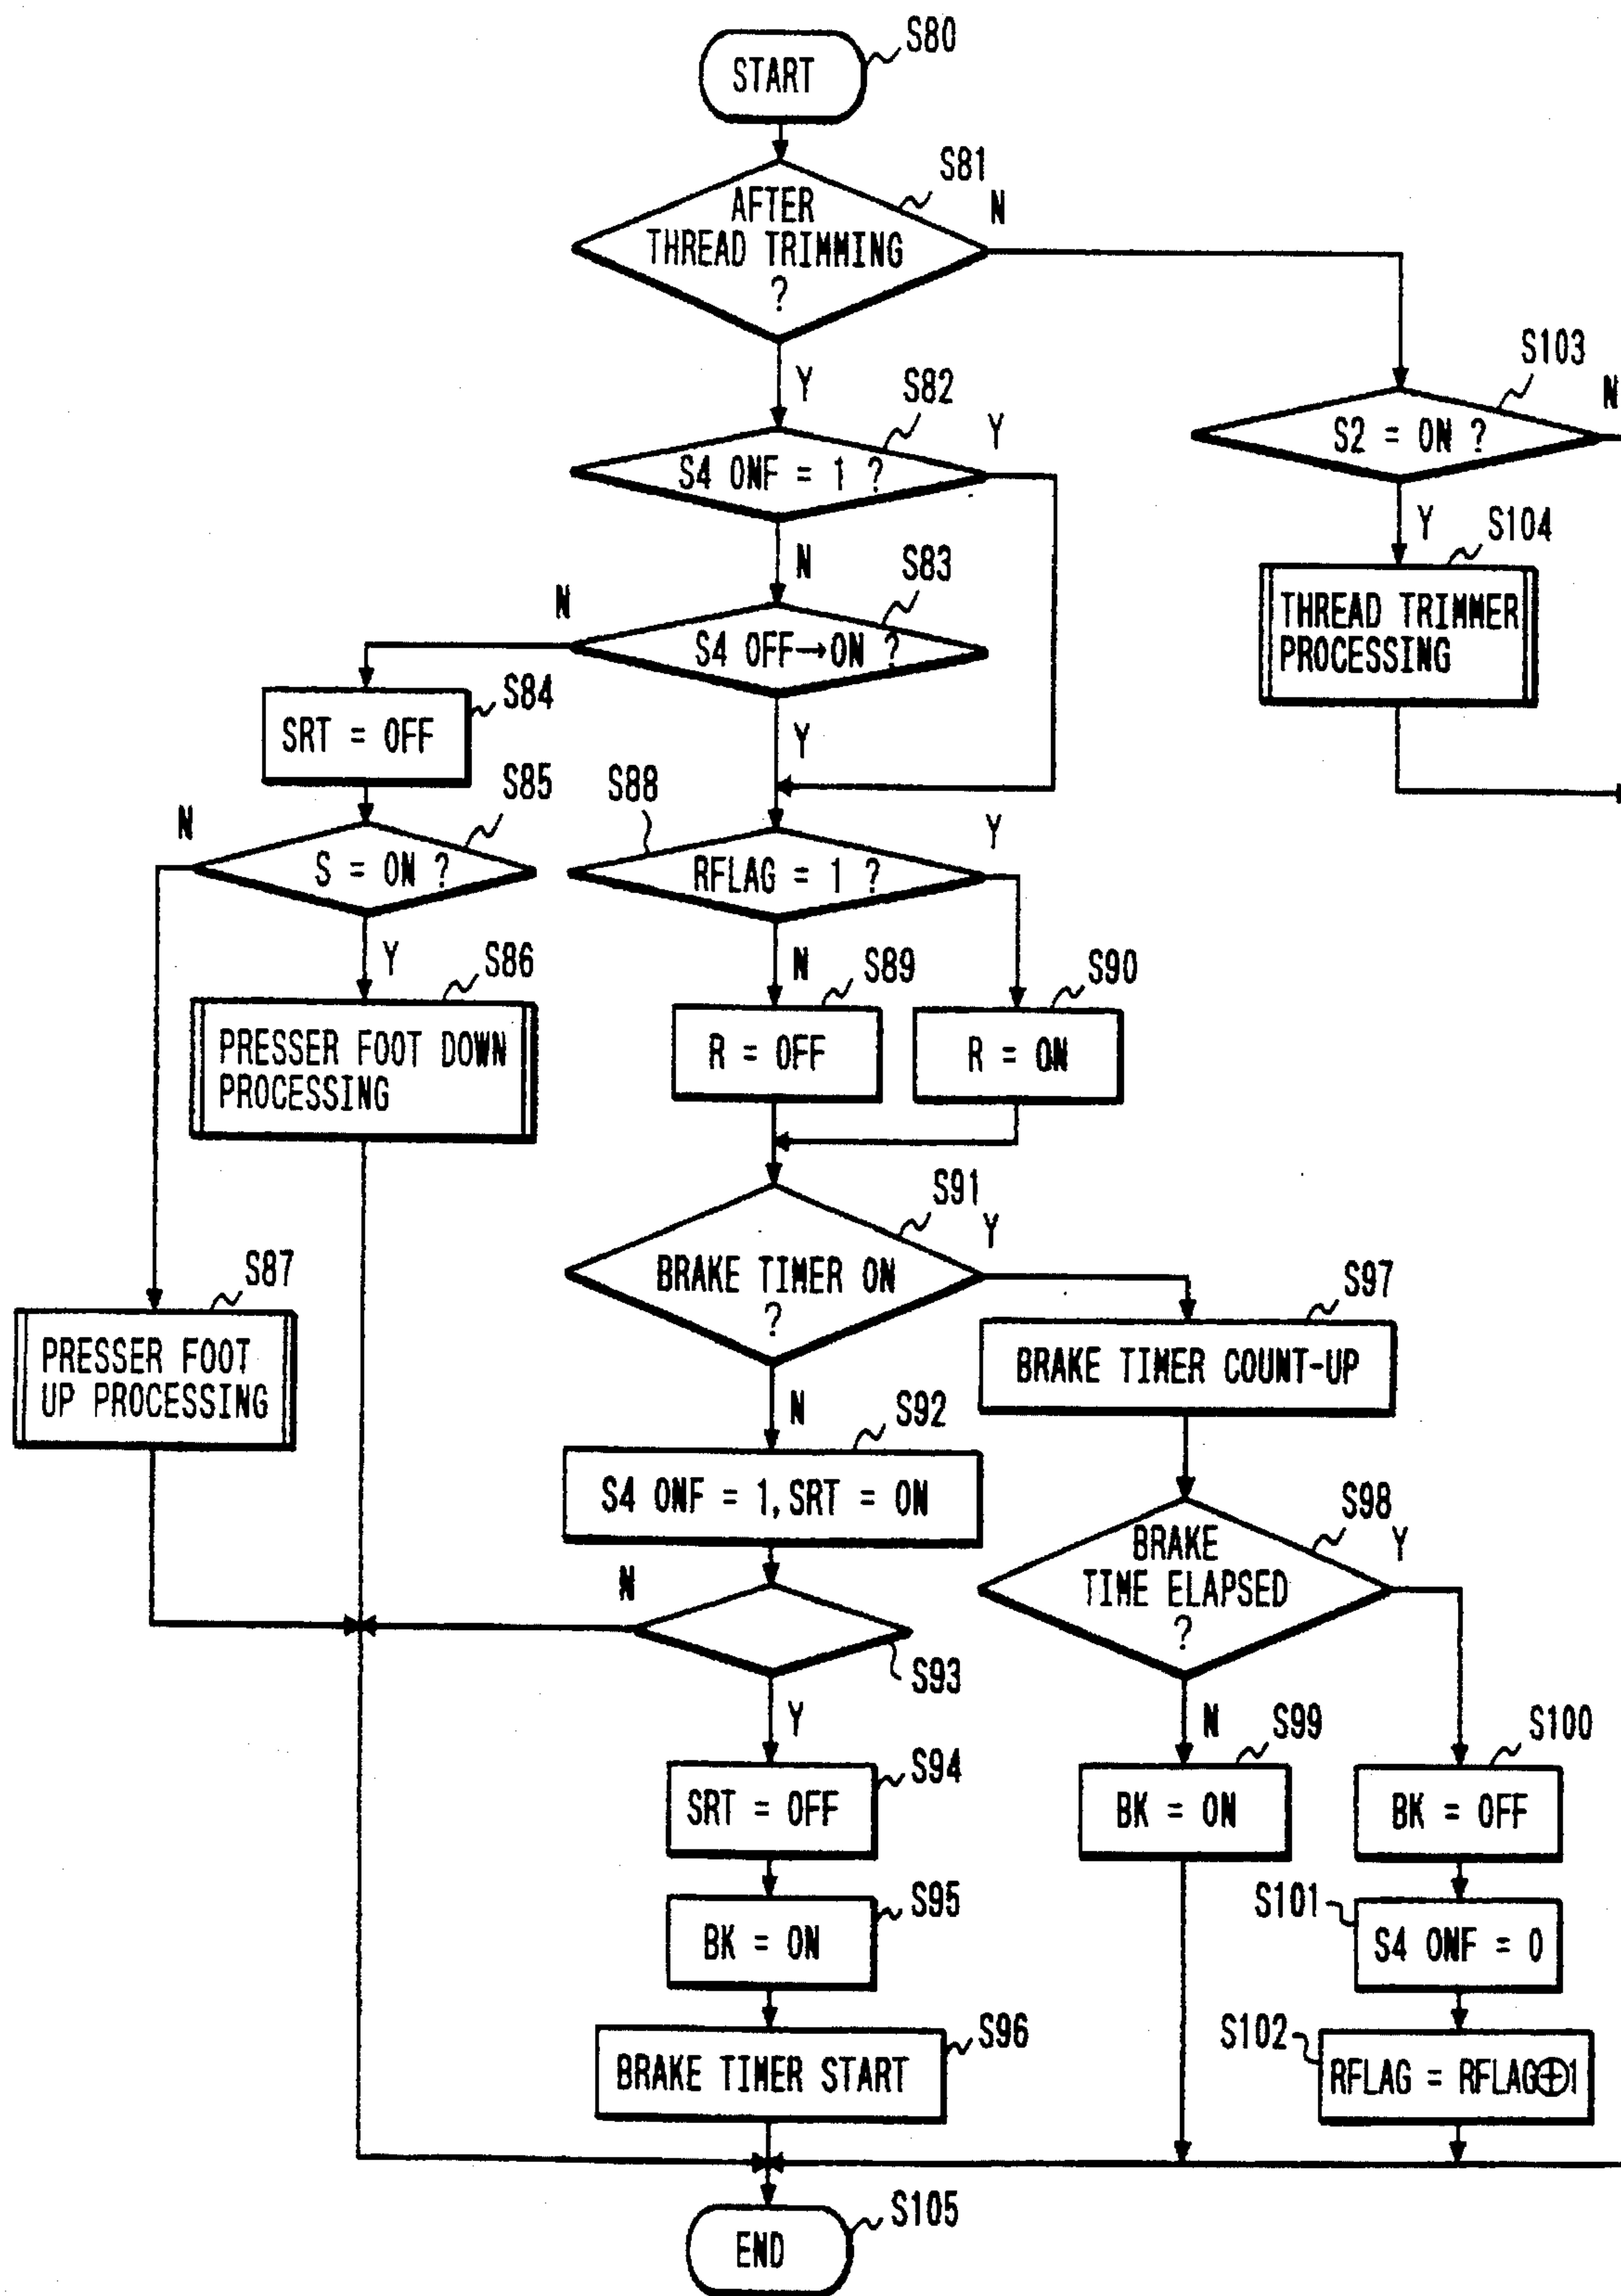 S80
START
S81
N
AFTER
THREAD TRIMMING
?
Y
S82
Y
S103
N
S4 ONF = 1 ?
S2 = ON ?
N
S83
Y
S104
N
S4 OFF→ON ?
THREAD TRIMMER
PROCESSING
S84
SRT = OFF
Y
S85
S88
N
Y
S = ON ?
RFLAG = 1 ?
Y
S86
N
S89
S90
PRESSER FOOT DOWN
PROCESSING
R = OFF
R = ON
S91
Y
BRAKE TIMER ON
?
S87
S97
PRESSER FOOT
UP PROCESSING
BRAKE TIMER COUNT-UP
N
S92
S4 ONF = 1, SRT = ON
S98
BRAKE
TIME ELAPSED
?
Y
N
S93
Y
N
S99
S100
S94
SRT = OFF
BK = ON
BK = OFF
S95
S101
BK = ON
S4 ONF = 0
S96
S102
BRAKE TIMER START
RFLAG = RFLAG⊕1
S105
END